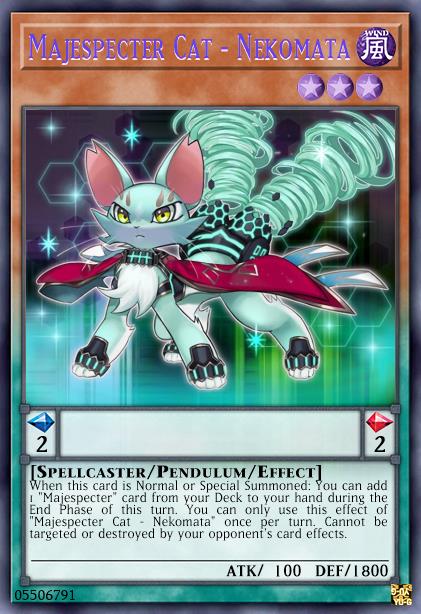 Majespecter Cat - Nekomata
WIND
風
2
2
[Spellcaster/Pendulum/Effect]
When this card is Normal or Special Summoned: You can add
1 "Majespecter" card from your Deck to your hand during the
End Phase of this turn. You can only use this effect of
"Majespecter Cat - Nekomata" once per turn. Cannot be
targeted or destroyed by your opponent's card effects.
ATK/ 100 DEF/1800
05506791